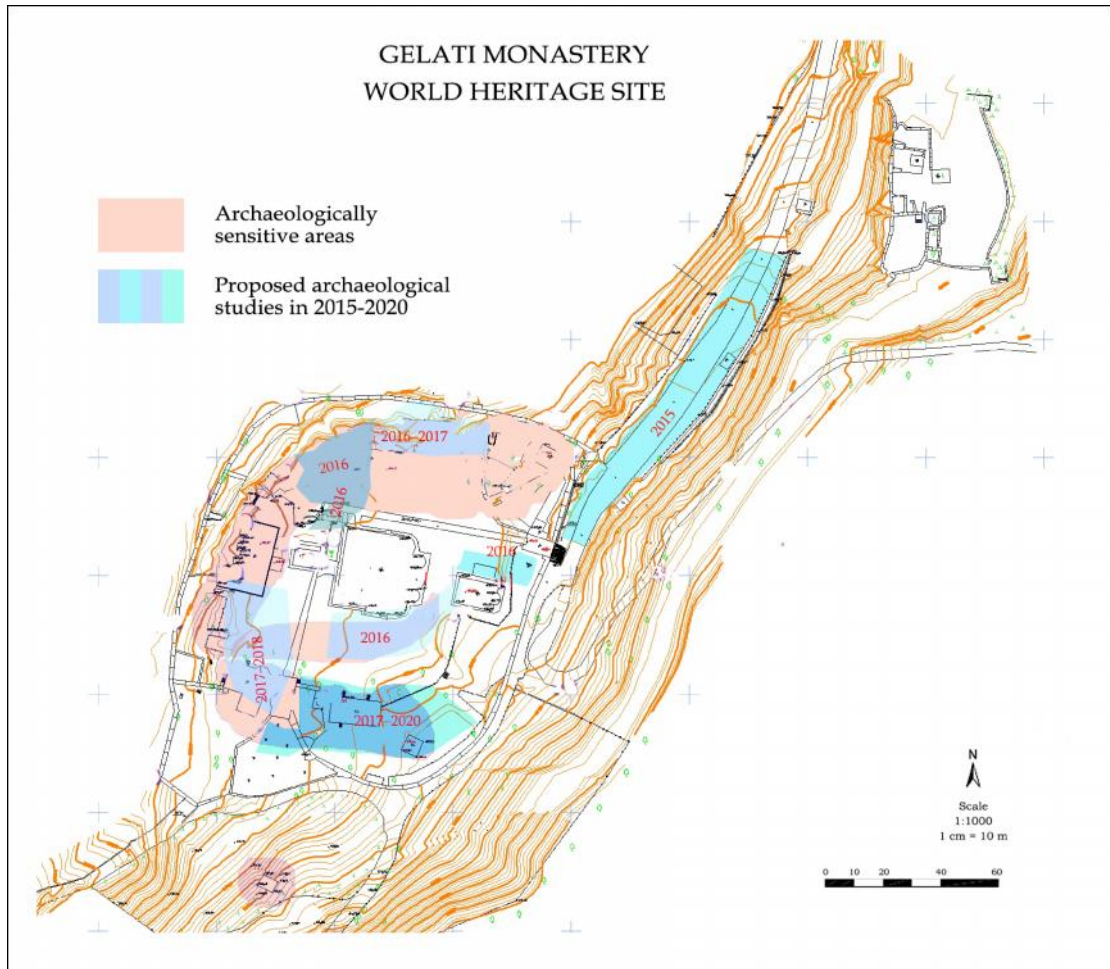 GELATI MONASTERY
WORLD HERITAGE SITE
Archaeologically
sensitive areas
Proposed archaeological
studies in 2015-2020
2015
2016–2017
2016
2016
2016
2016
2017–2018
2017–2020
N
Scale
1:1000
1 cm = 10 m
0 10 20 40 60